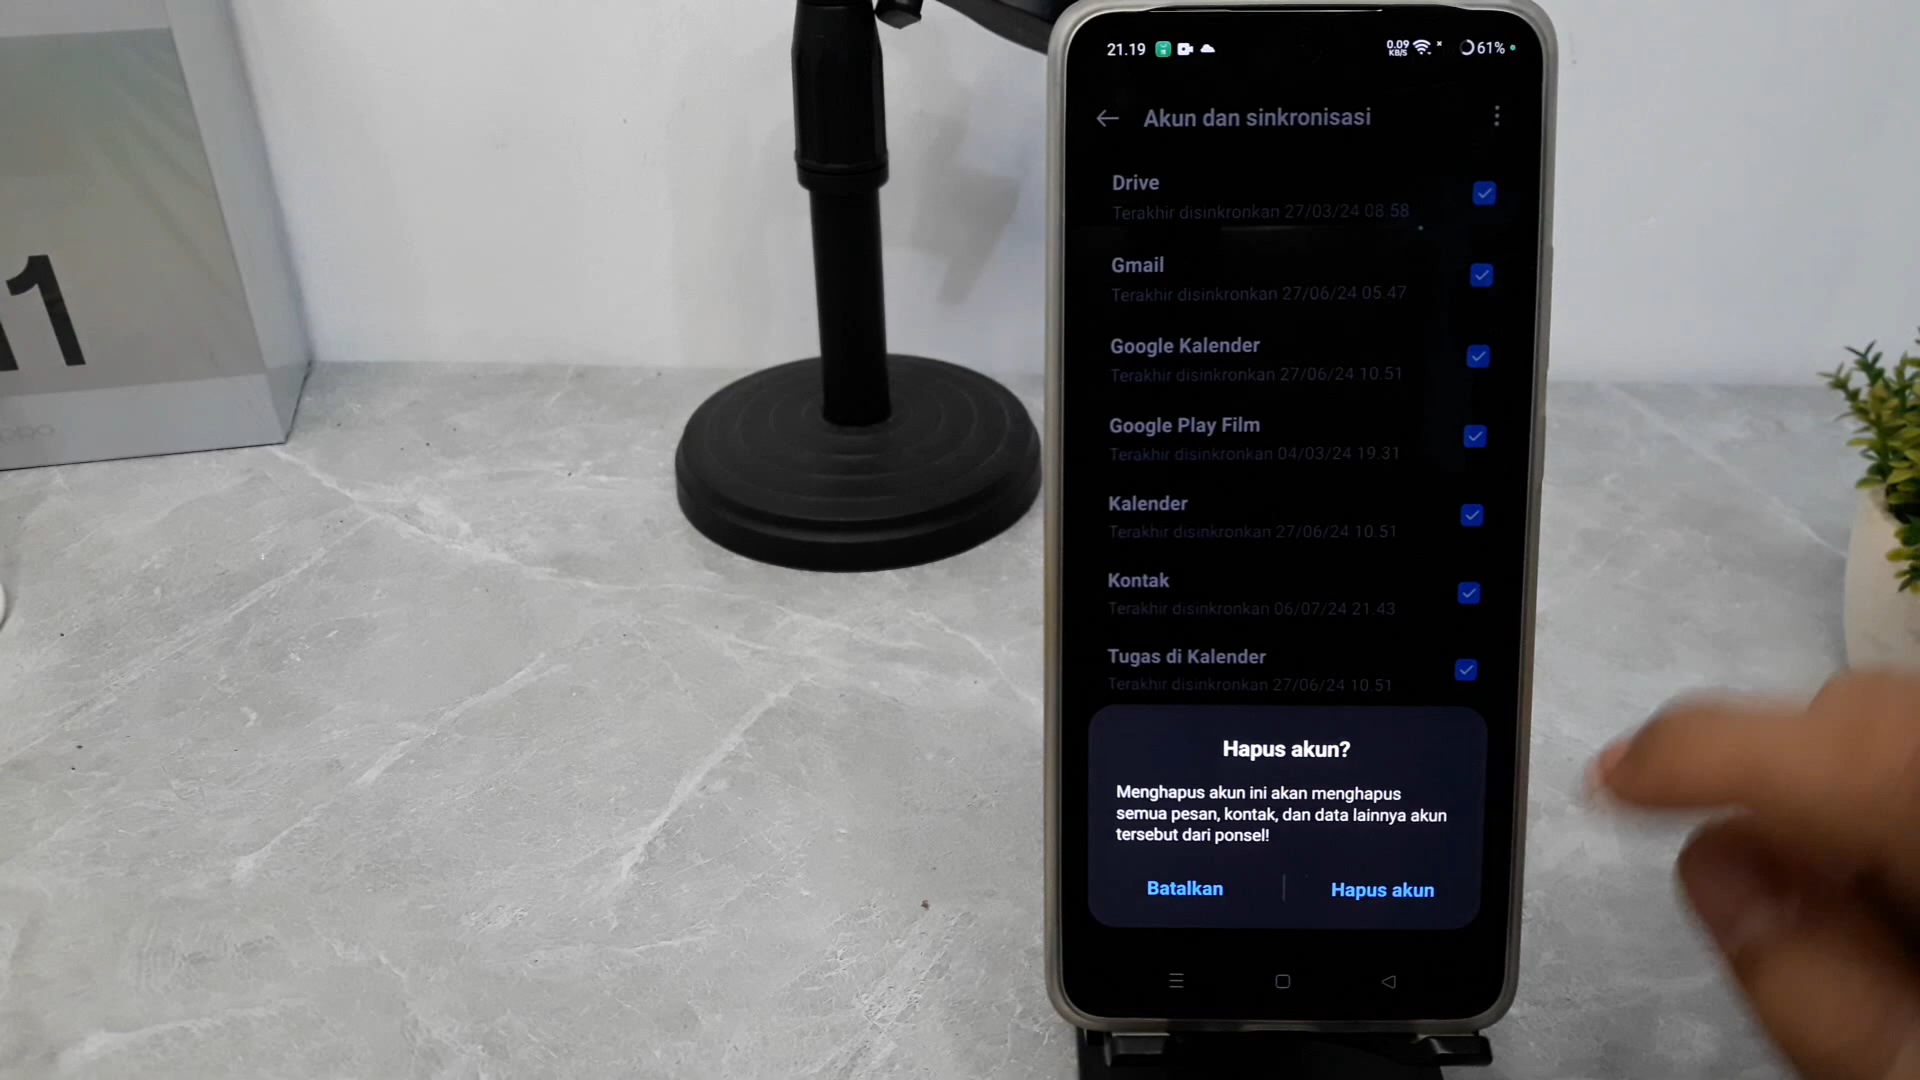 21.19
0.09
KB/S
61%
Akun dan sinkronisasi
Drive
Terakhir disinkronkan 27/03/24 08.58
Gmail
Terakhir disinkronkan 27/06/24 05.47
Google Kalender
Terakhir disinkronkan 27/06/24 10.51
Google Play Film
Terakhir disinkronkan 04/03/24 19.31
Kalender
Terakhir disinkronkan 27/06/24 10.51
Kontak
Terakhir disinkronkan 06/07/24 21.43
Tugas di Kalender
Terakhir disinkronkan 27/06/24 10.51
Hapus akun?
Menghapus akun ini akan menghapus
semua pesan, kontak, dan data lainnya akun
tersebut dari ponsel!
Batalkan
Hapus akun
11